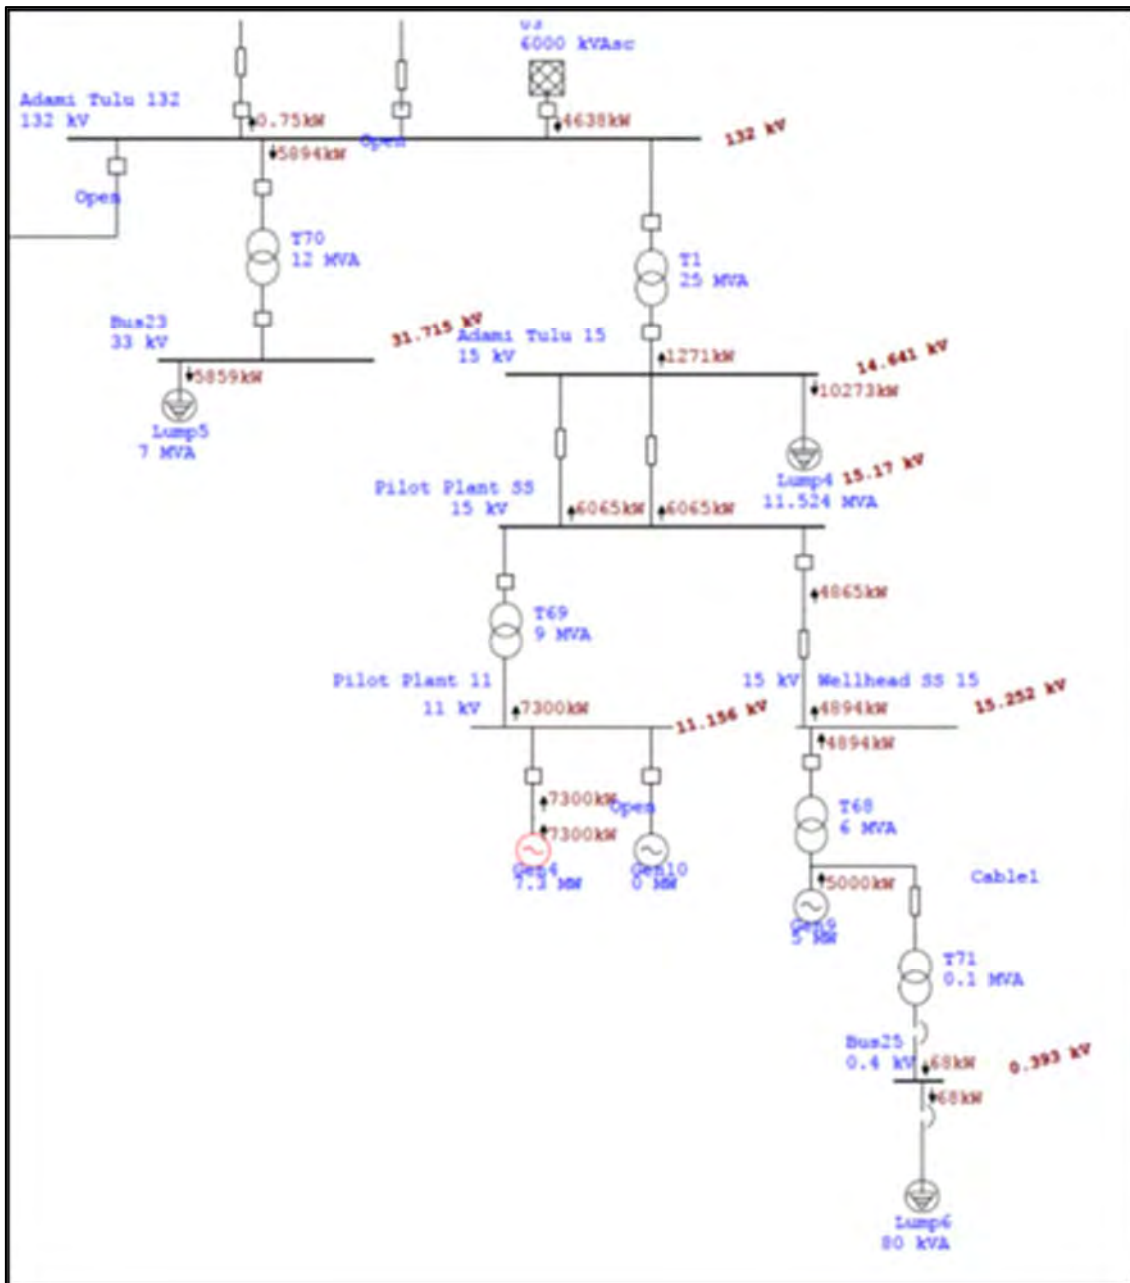 6000 kVAsc
Adami Tulu 132
132 kV
0.75kW
Open
4638kW
132 kV
5894kW
Open
T70
12 MVA
T1
25 MVA
Bus23
33 kV
31.715 kV
Adami Tulu 15
15 kV
1271kW
14.641 kV
5859kW
10273kW
Lump5
7 MVA
Lump4
15.17 kV
11.524 MVA
Pilot Plant SS
15 kV
6065kW
6065kW
4865kW
T69
9 MVA
Pilot Plant 11
11 kV
15 kV
Wellhead SS 15
7300kW
11.156 kV
4894kW
15.252 kV
4894kW
7300kW
Open
7300kW
T68
6 MVA
Gen4
7.3 MW
Gen10
0 MW
5000kW
Cable1
Gen9
5 MW
T71
0.1 MVA
Bus25
0.4 kV
68kW
0.393 kV
68kW
Lump6
80 kVA